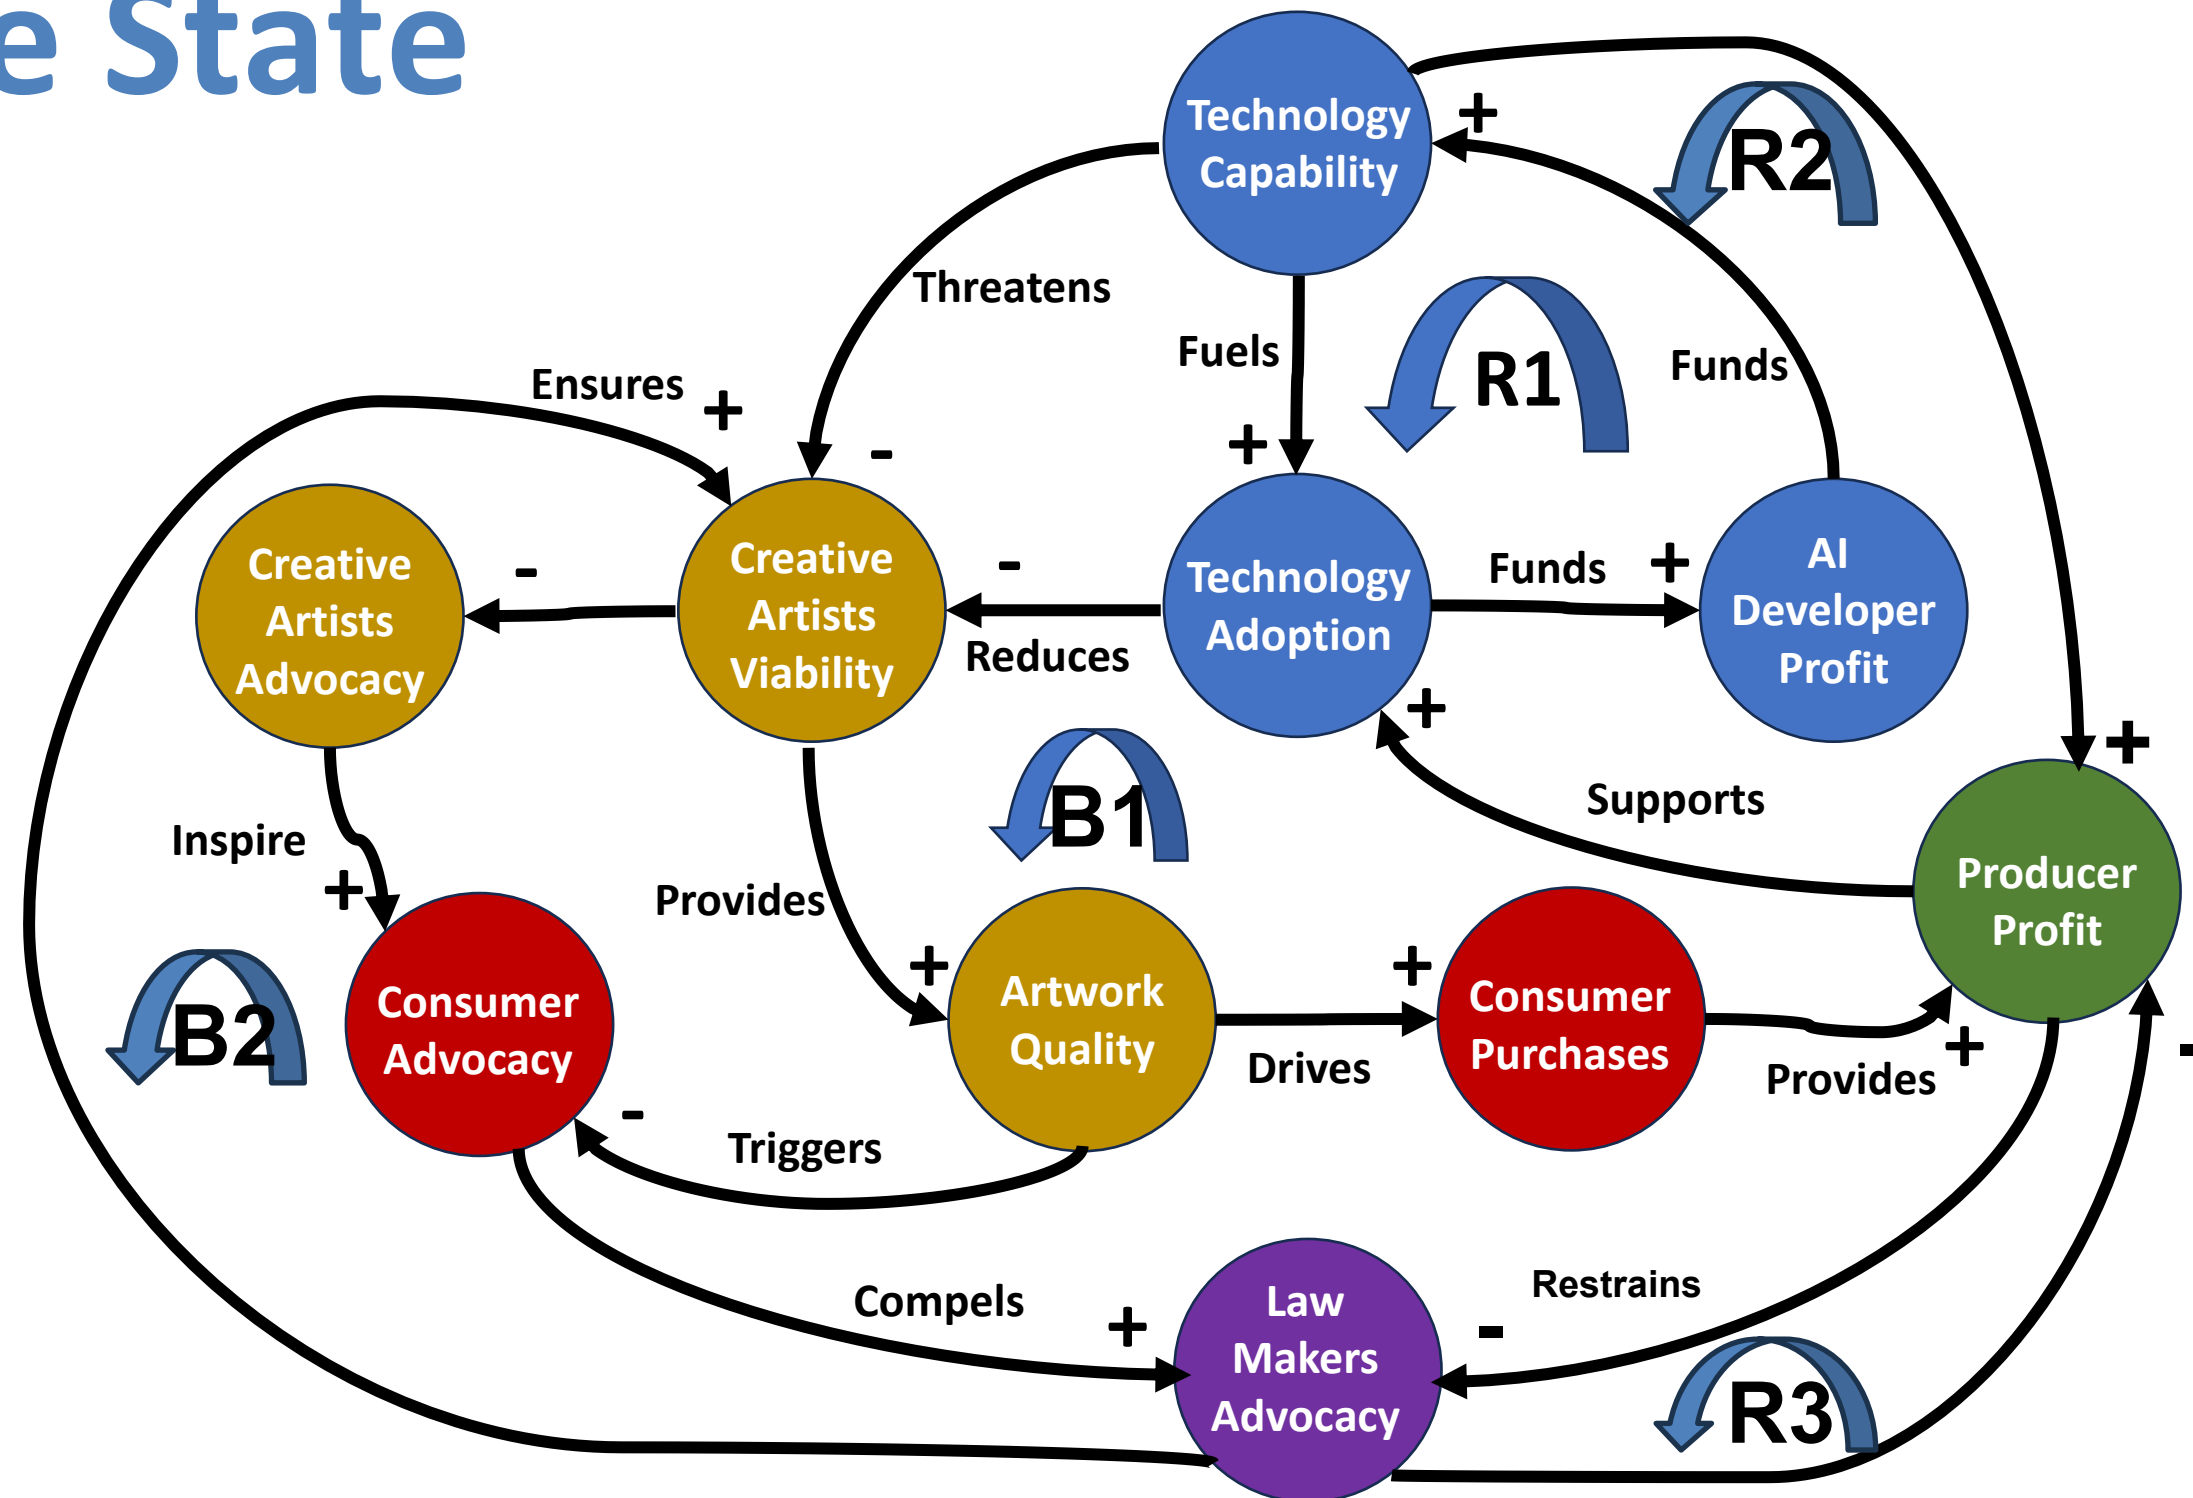 e State
Technology
Capability
+
R2
Threatens
Fuels
R1
Funds
Ensures
+
-
+
Creative
Artists
Advocacy
-
Creative
Artists
Viability
-
Reduces
Technology
Adoption
Funds
+
AI
Developer
Profit
+
+
Supports
B1
Inspire
+
Provides
+
Producer
Profit
B2
Consumer
Advocacy
-
Triggers
Artwork
Quality
Drives
+
Consumer
Purchases
Provides
+
-
Compels
+
Law
Makers
Advocacy
-
Restrains
R3